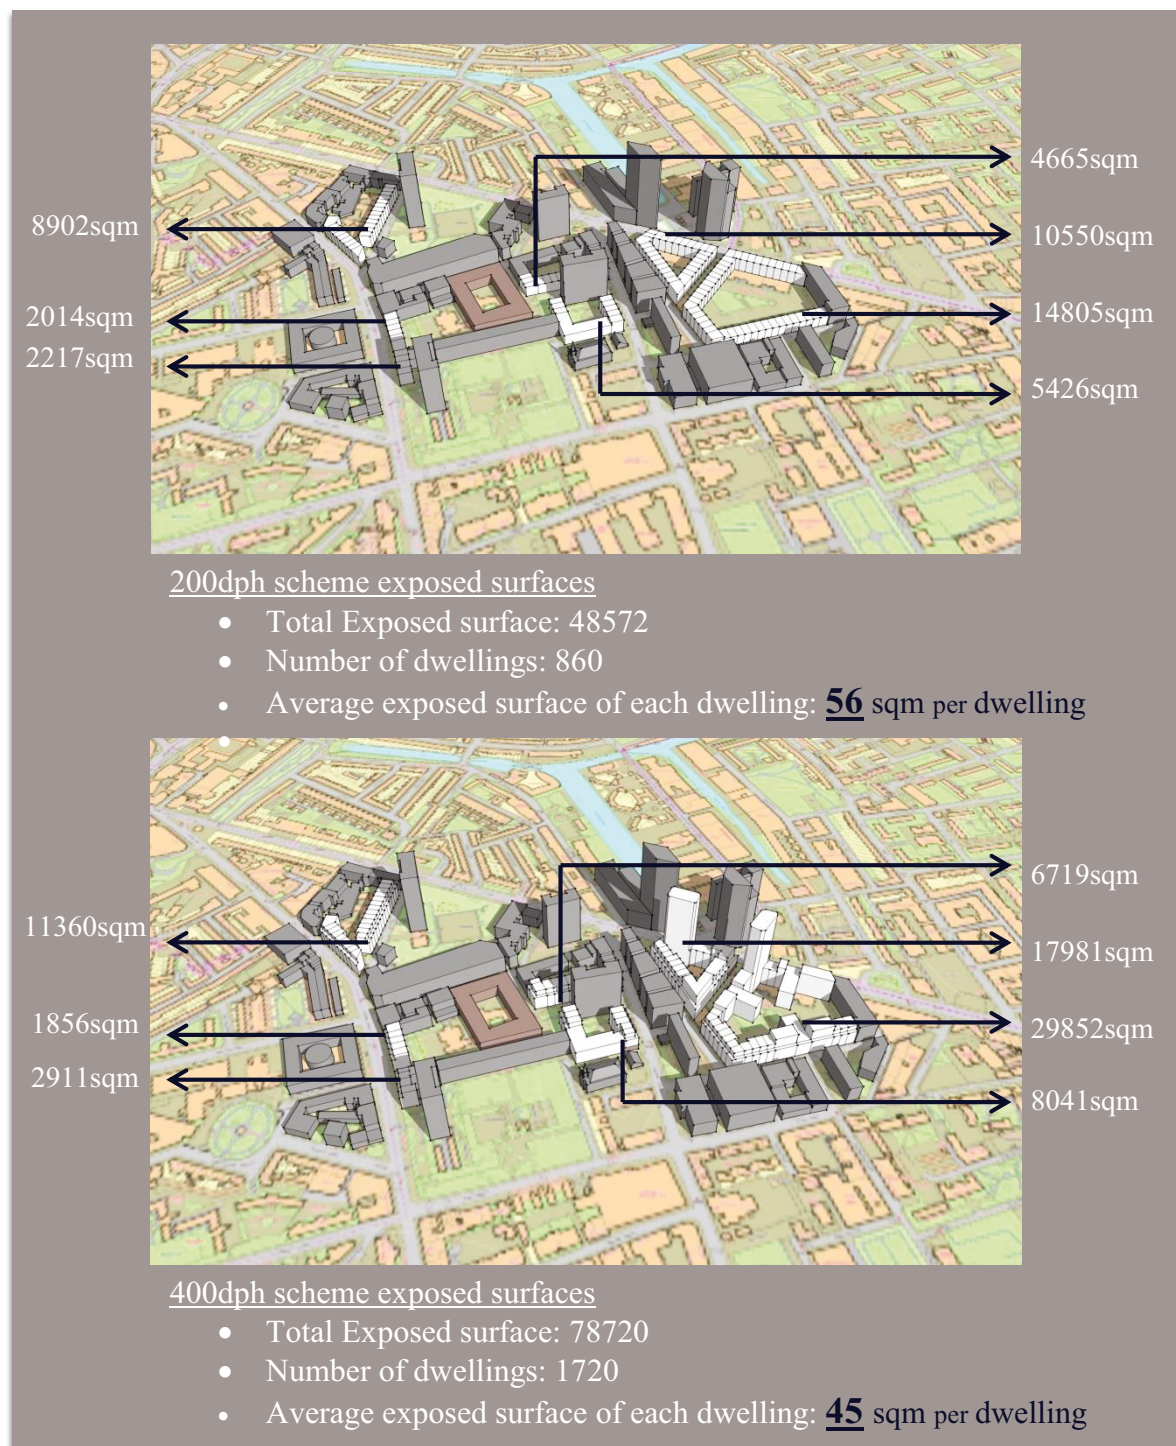 4665sqm
8902sqm
10550sqm
2014sqm
14805sqm
2217sqm
5426sqm
200dph scheme exposed surfaces
• Total Exposed surface: 48572
• Number of dwellings: 860
• Average exposed surface of each dwelling: 56 sqm per dwelling
•
6719sqm
11360sqm
17981sqm
1856sqm
29852sqm
2911sqm
8041sqm
400dph scheme exposed surfaces
• Total Exposed surface: 78720
• Number of dwellings: 1720
• Average exposed surface of each dwelling: 45 sqm per dwelling